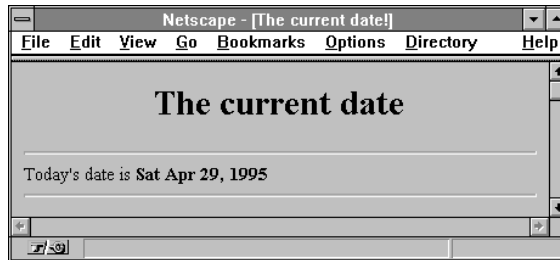 Netscape - [The current date!]
File Edit View Go Bookmarks Options Directory Help
The current date
Today's date is Sat Apr 29, 1995